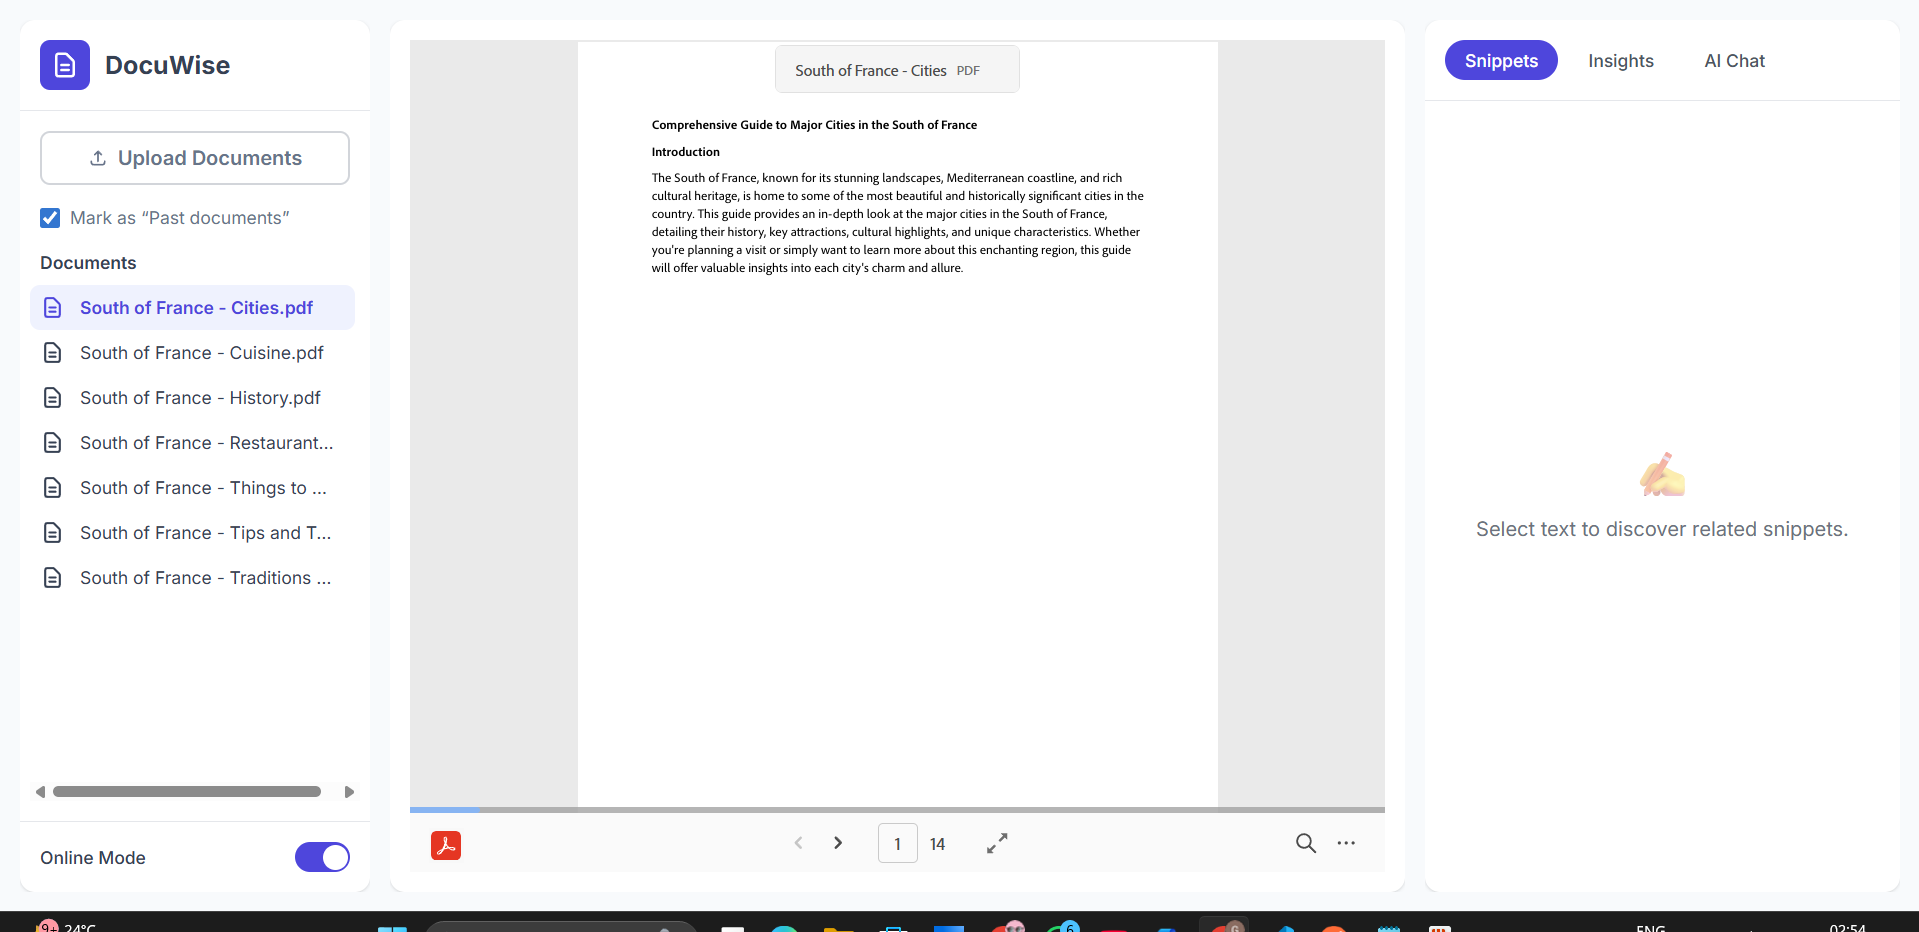 DocuWise
Upload Documents
Mark as “Past documents”
Documents
South of France - Cities.pdf
South of France - Cuisine.pdf
South of France - History.pdf
South of France - Restaurant...
South of France - Things to ...
South of France - Tips and T...
South of France - Traditions ...
Online Mode
South of France - Cities PDF
Comprehensive Guide to Major Cities in the South of France
Introduction
The South of France, known for its stunning landscapes, Mediterranean coastline, and rich
cultural heritage, is home to some of the most beautiful and historically significant cities in the
country. This guide provides an in-depth look at the major cities in the South of France,
detailing their history, key attractions, cultural highlights, and unique characteristics. Whether
you're planning a visit or simply want to learn more about this enchanting region, this guide
will offer valuable insights into each city's charm and allure.
1 14
Snippets Insights AI Chat
Select text to discover related snippets.
9+ 24°C
6
G
ENG
02:54